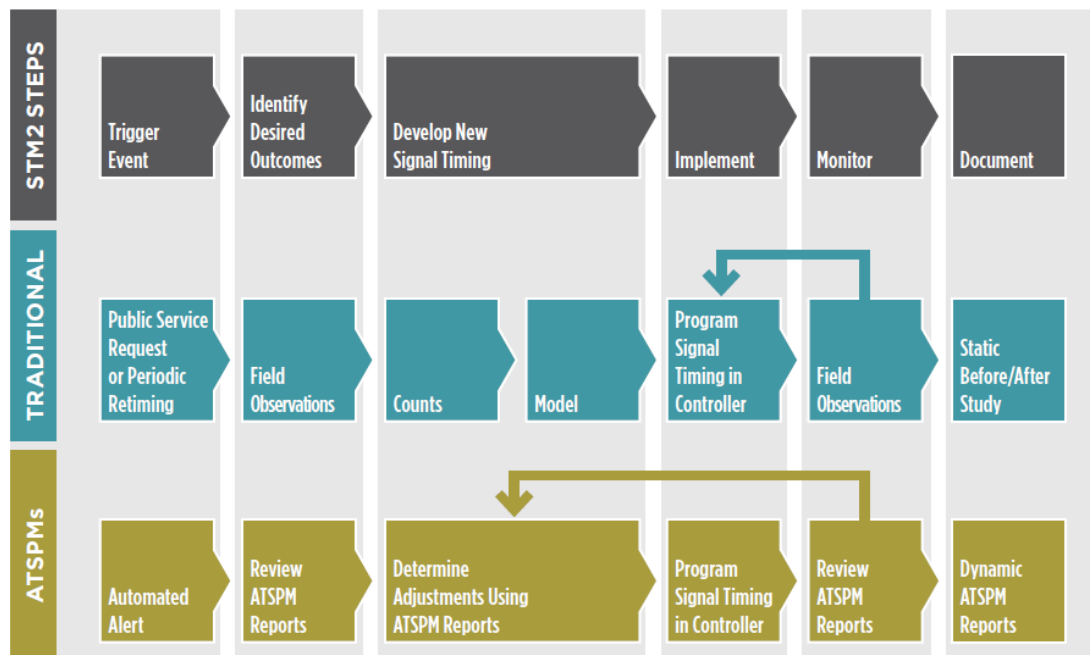 STM2 STEPS
Trigger
Event
Identify
Desired
Outcomes
Develop New
Signal Timing
Implement
Monitor
Document
TRADITIONAL
Public Service
Request
or Periodic
Retiming
Field
Observations
Counts
Model
Program
Signal
Timing in
Controller
Field
Observations
Static
Before/After
Study
ATSPMs
Automated
Alert
Review
ATSPM
Reports
Determine
Adjustments Using
ATSPM Reports
Program
Signal Timing
in Controller
Review
ATSPM
Reports
Dynamic
ATSPM
Reports